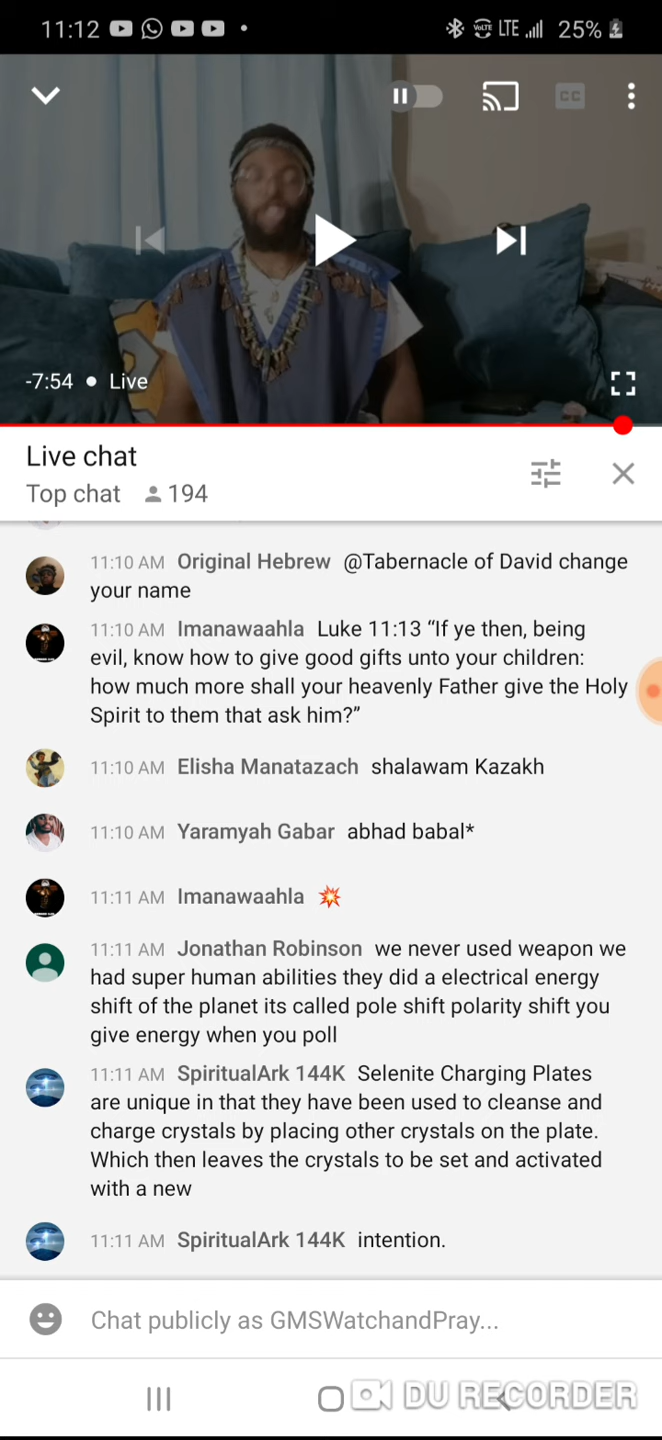 11:12
VoLTE LTE 25%
CC
-7:54 • Live
Live chat
Top chat 194
11:10 AM Original Hebrew @Tabernacle of David change
your name
11:10 AM Imanawaahla Luke 11:13 “If ye then, being
evil, know how to give good gifts unto your children:
how much more shall your heavenly Father give the Holy
Spirit to them that ask him?”
11:10 AM Elisha Manatazach shalawam Kazakh
11:10 AM Yaramyah Gabar abhad babal*
11:11 AM Imanawaahla 💥
11:11 AM Jonathan Robinson we never used weapon we
had super human abilities they did a electrical energy
shift of the planet its called pole shift polarity shift you
give energy when you poll
11:11 AM SpiritualArk 144K Selenite Charging Plates
are unique in that they have been used to cleanse and
charge crystals by placing other crystals on the plate.
Which then leaves the crystals to be set and activated
with a new
11:11 AM SpiritualArk 144K intention.
Chat publicly as GMSWatchandPray...
DU RECORDER